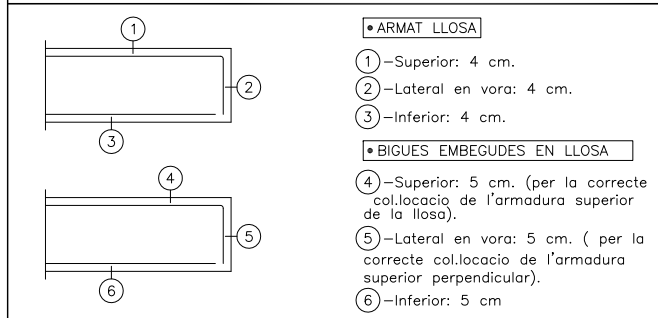 1
2
3
4
5
6
• ARMAT LLOSA
1 -Superior: 4 cm.
2 -Lateral en vora: 4 cm.
3 -Inferior: 4 cm.
• BIGUES EMBEGUDES EN LLOSA
4 -Superior: 5 cm. (per la correcte
col.locacio de l'armadura superior
de la llosa).
5 -Lateral en vora: 5 cm. ( per la
correcte col.locacio de l'armadura
superior perpendicular).
6 -Inferior: 5 cm